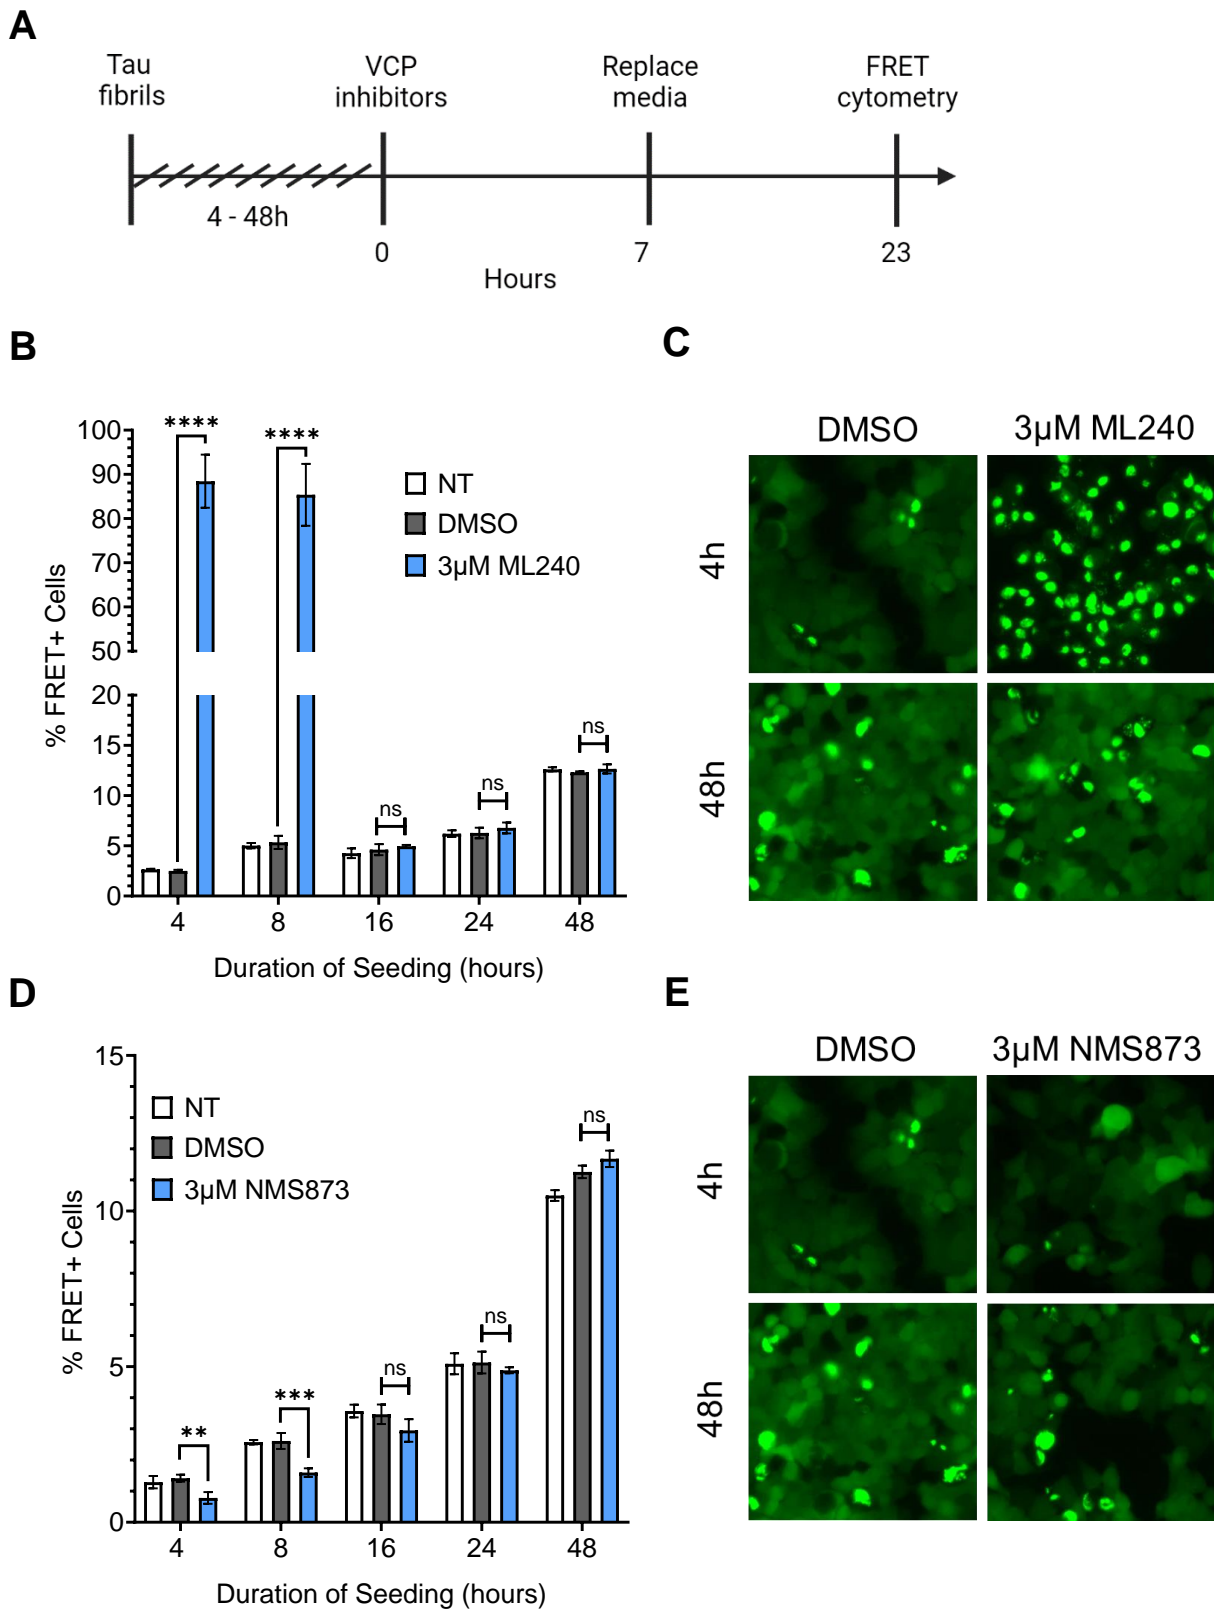 A
Tau
fibrils
VCP
inhibitors
Replace
media
FRET
cytometry
4 - 48h
0
7
23
Hours
B
% FRET+ Cells
100
90
80
70
60
50
20
15
10
5
0
****
****
ns
ns
ns
NT
DMSO
3µM ML240
4
8
16
24
48
Duration of Seeding (hours)
C
DMSO
3µM ML240
4h
48h
D
% FRET+ Cells
15
10
5
0
NT
DMSO
3µM NMS873
**
***
ns
ns
ns
4
8
16
24
48
Duration of Seeding (hours)
E
DMSO
3µM NMS873
4h
48h